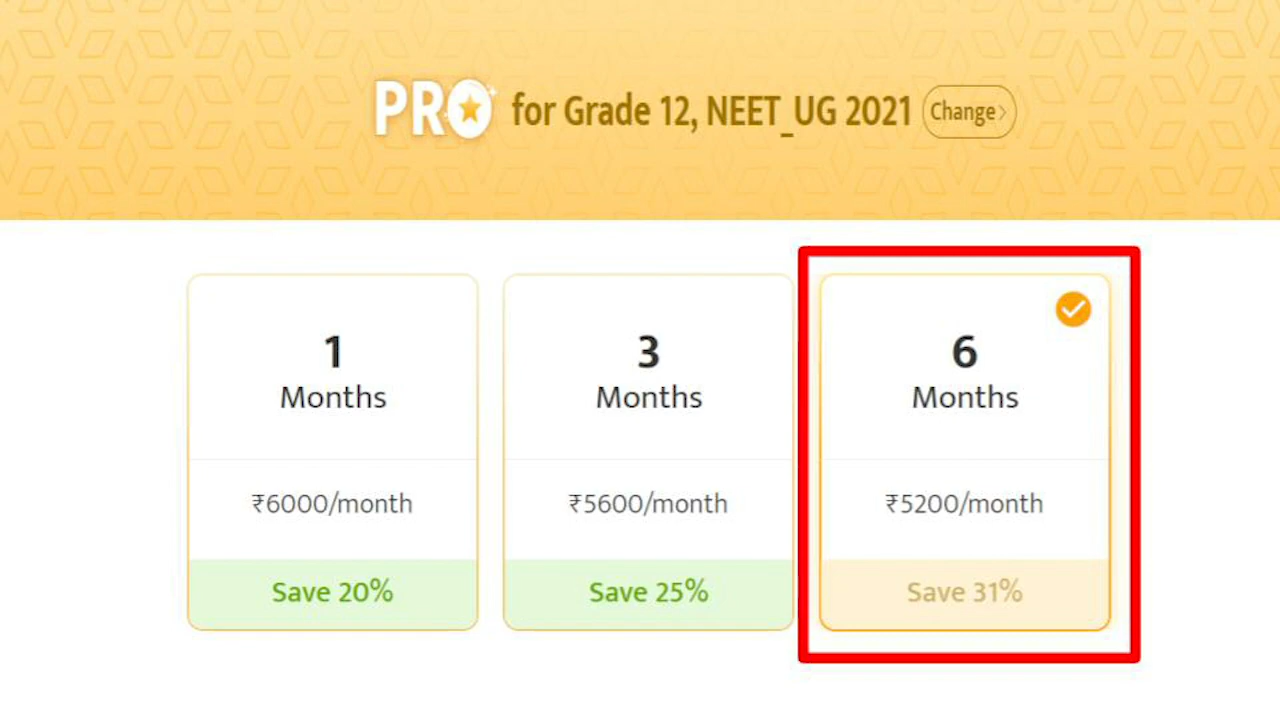 PRO for Grade 12, NEET_UG 2021 Change>
1
Months
₹6000/month
Save 20%
3
Months
₹5600/month
Save 25%
6
Months
₹5200/month
Save 31%